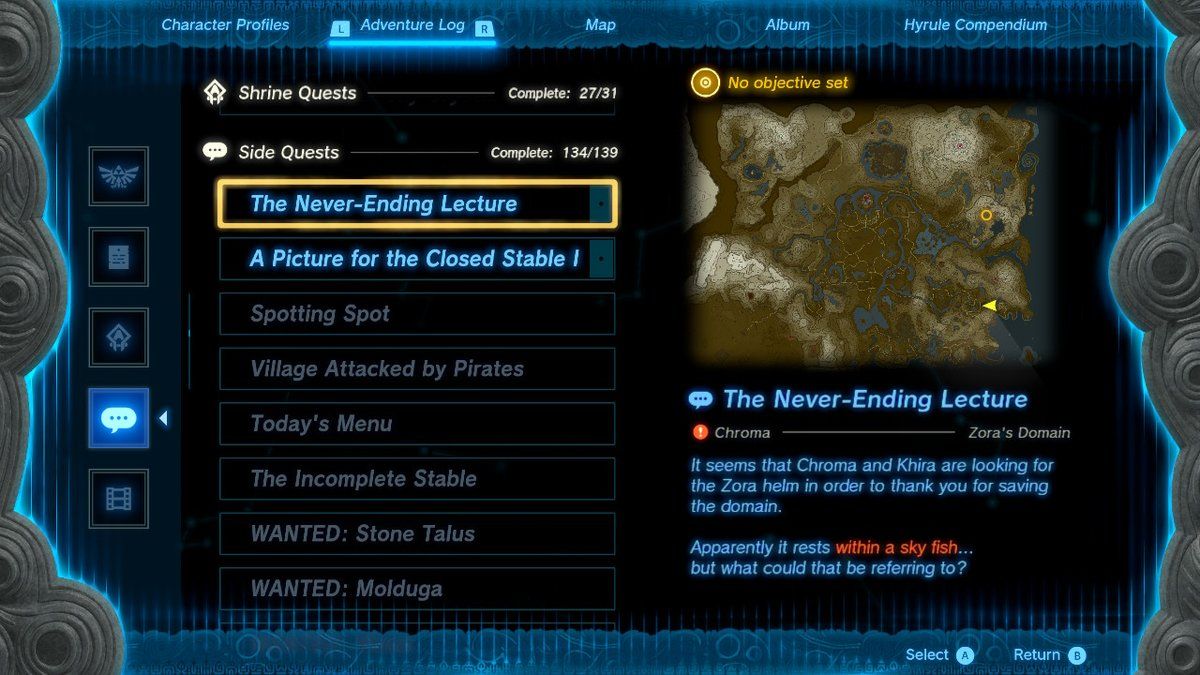 Character Profiles
L Adventure Log R
Map
Album
Hyrule Compendium
Shrine Quests Complete: 27/31
Side Quests Complete: 134/139
The Never-Ending Lecture
A Picture for the Closed Stable I
Spotting Spot
Village Attacked by Pirates
Today's Menu
The Incomplete Stable
WANTED: Stone Talus
WANTED: Molduga
No objective set
The Never-Ending Lecture
! Chroma Zora's Domain
It seems that Chroma and Khira are looking for
the Zora helm in order to thank you for saving
the domain.
Apparently it rests within a sky fish...
but what could that be referring to?
Select A Return B